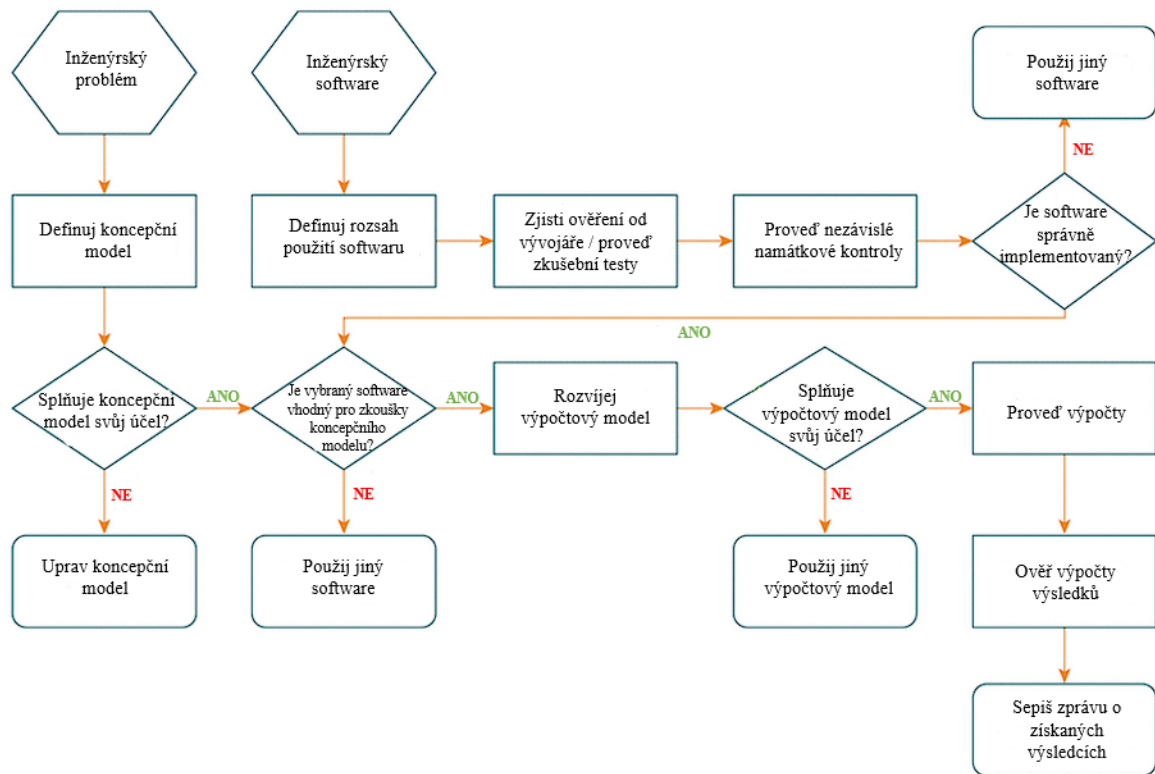 Inženýrský
problém
Inženýrský
software
Použij jiný
software
NE
Definuj koncepční
model
Definuj rozsah
použití softwaru
Zjisti ověření od
vývojáře / proveď
zkušební testy
Proveď nezávislé
namátkové kontroly
Je software
správně
implementovaný?
ANO
Splňuje koncepční
model svůj účel?
ANO
Je vybraný software
vhodný pro zkoušky
koncepčního
modelu?
ANO
Rozvíjej
výpočtový model
Splňuje
výpočtový model
svůj účel?
ANO
Proveď výpočty
NE
NE
NE
Uprav koncepční
model
Použij jiný
software
Použij jiný
výpočtový model
Ověř výpočty
výsledků
Sepiš zprávu o
získaných
výsledcích